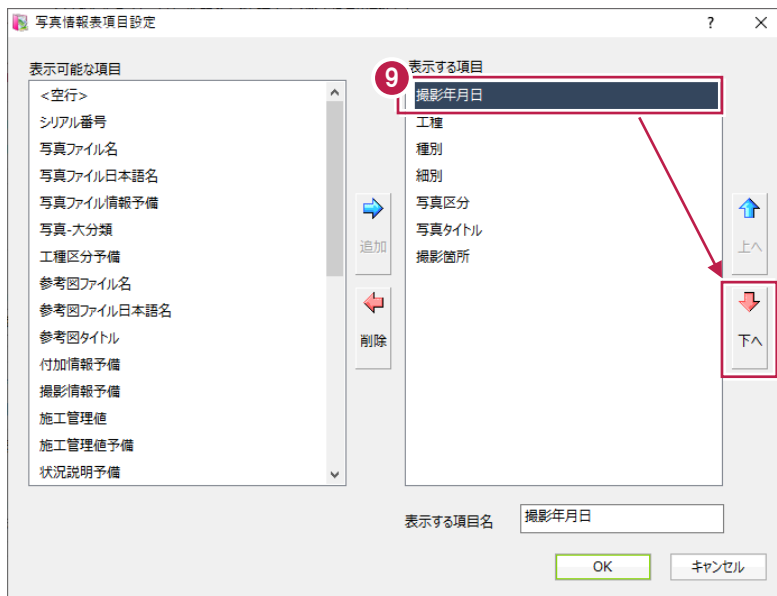 写真情報表項目設定
?
表示可能な項目
<空行>
シリアル番号
写真ファイル名
写真ファイル日本語名
写真ファイル情報予備
写真-大分類
工種区分予備
参考図ファイル名
参考図ファイル日本語名
参考図タイトル
付加情報予備
撮影情報予備
施工管理値
施工管理値予備
状況説明予備
追加
削除
9
表示する項目
撮影年月日
工種
種別
細別
写真区分
写真タイトル
撮影箇所
上へ
下へ
表示する項目名
撮影年月日
OK
キャンセル